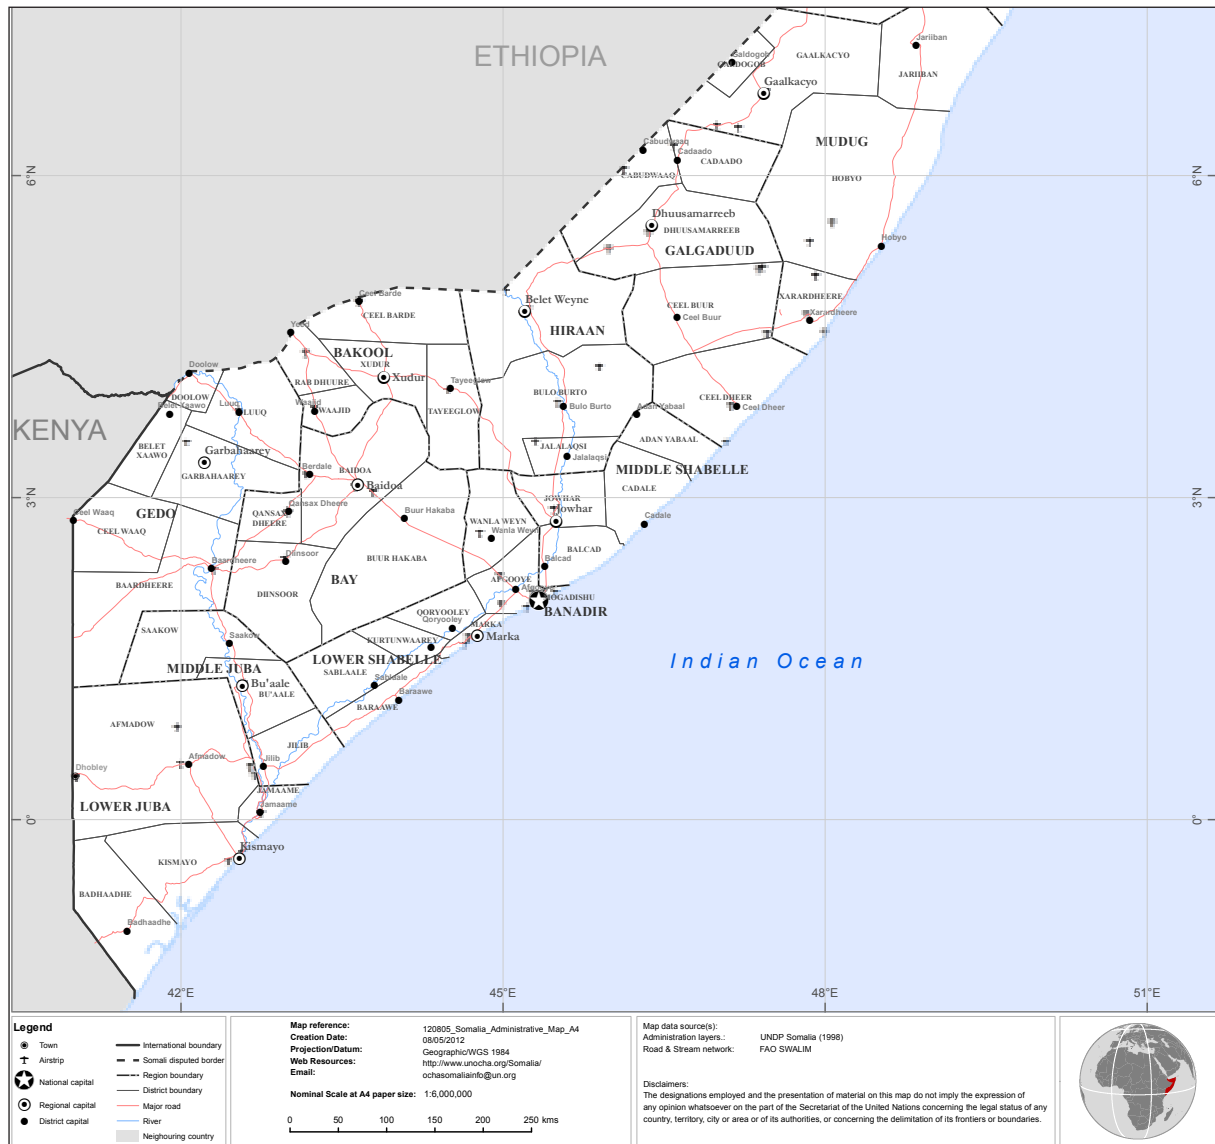 ETHIOPIA
KENYA
Indian Ocean
Jariiban
GAALKACYO
Galdogob
GALDOGOB
JARIIBAN
Gaalkacyo
MUDUG
Cabudwaaq
Cadaado
CADAADO
CABUDWAAQ
HOBYO
6°N
6°N
Dhuusamarreeb
DHUUSAMARREEB
GALGADUUD
Hobyo
Ceel Barde
CEEL BARDE
Belet Weyne
XARARDHEERE
CEEL BUUR
Ceel Buur
Xarardheere
Yeed
HIRAAN
BAKOOL
XUDUR
Doolow
RAB DHUURE
Xudur
Tayeeglow
DOOLOW
BULO BURTO
CEEL DHEER
Belet Xaawo
Luuq
LUUQ
Waajid
WAAJID
TAYEEGLOW
Bulo Burto
Adan Yabaal
Ceel Dheer
BELET
XAAWO
Garbahaarey
JALALAQSI
ADAN YABAAL
Jalalaqsi
GARBAHAAREY
Berdale
BAIDOA
Baidoa
MIDDLE SHABELLE
CADALE
3°N
3°N
JOWHAR
Jowhar
Qansax Dheere
GEDO
QANSAX
DHEERE
Buur Hakaba
WANLA WEYN
Wanla Weyn
Cadale
Ceel Waaq
CEEL WAAQ
Diinsoor
BUUR HAKABA
BALCAD
Balcad
Baardheere
BAARDHEERE
BAY
AFGOOYE
Afgooye
DIINSOOR
MOGADISHU
BANADIR
QORYOOLEY
Qoryooley
MARKA
Marka
SAAKOW
Saakow
KURTUNWAAREY
LOWER SHABELLE
MIDDLE JUBA
SABLAALE
Sablaale
Bu'aale
BU'AALE
Baraawe
BARAAWE
AFMADOW
JILIB
Afmadow
Jilib
Dhobley
JAMAAME
LOWER JUBA
Jamaame
0°
0°
Kismayo
KISMAYO
BADHAADHE
Badhaadhe
42°E
45°E
48°E
51°E
Legend
Town
Airstrip
National capital
Regional capital
District capital
International boundary
Somali disputed border
Region boundary
District boundary
Major road
River
Neighouring country
Map reference: 120805_Somalia_Administrative_Map_A4
Creation Date: 08/05/2012
Projection/Datum: Geographic/WGS 1984
Web Resources: http://www.unocha.org/Somalia/
Email: ochasomaliainfo@un.org
Nominal Scale at A4 paper size: 1:6,000,000
0 50 100 150 200 250 kms
Map data source(s):
Administration layers.: UNDP Somalia (1998)
Road & Stream network: FAO SWALIM
Disclaimers:
The designations employed and the presentation of material on this map do not imply the expression of
any opinion whatsoever on the part of the Secretariat of the United Nations concerning the legal status of any
country, territory, city or area or of its authorities, or concerning the delimitation of its frontiers or boundaries.